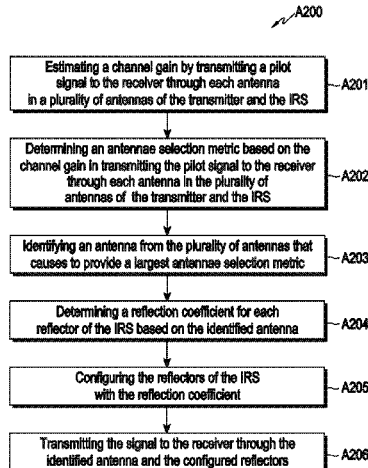 A200
Estimating a channel gain by transmitting a pilot
signal to the receiver through each antenna
in a plurality of antennas of the transmitter and the IRS
A201
Determining an antennae selection metric based on the
channel gain in transmitting the pilot signal to the receiver
through each antenna in the plurality of
antennas of the transmitter and the IRS
A202
Identifying an antenna from the plurality of antennas that
causes to provide a largest antennae selection metric
A203
Determining a reflection coefficient for each
reflector of the IRS based on the identified antenna
A204
Configuring the reflectors of the IRS
with the reflection coefficient
A205
Transmitting the signal to the receiver through the
identified antenna and the configured reflectors
A206